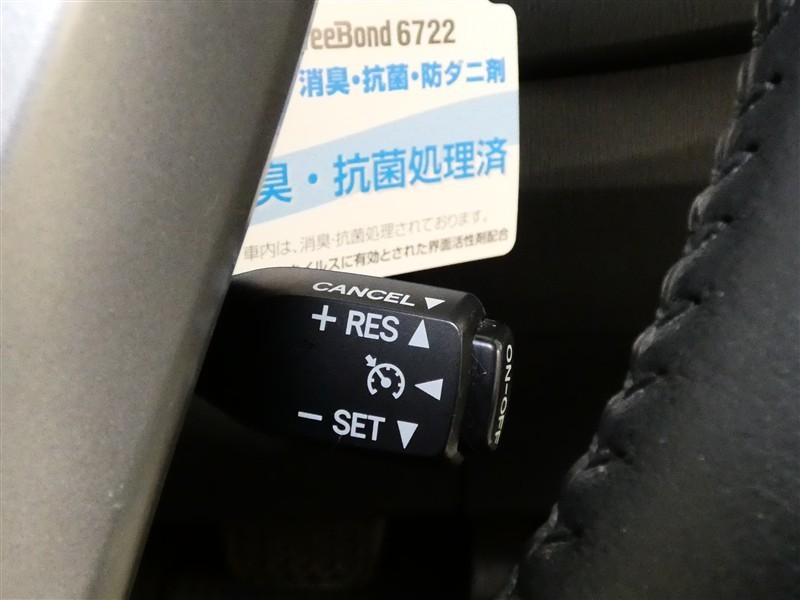 reeBond 6722
消臭・抗菌・防ダニ剤
臭・抗菌処理済
車内は、消臭・抗菌処理されております。
イルスに有効とされた界面活性剤配合
CANCEL ▼
+ RES ▲
◀
− SET ▼
ON-OFF